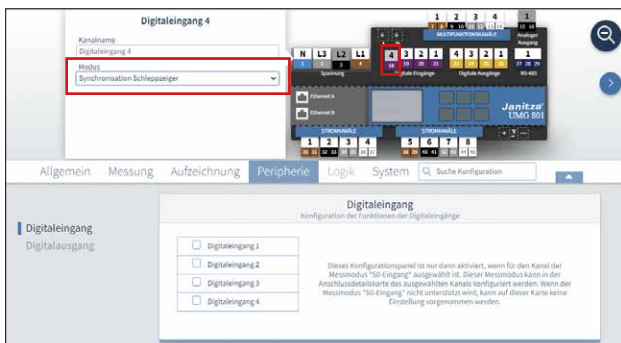 Digitaleingang 4
Kanalname
Digitaleingang 4
Modus
Synchronisation Schleppzeiger
1 2 3 4 1
MULTIFUNKTIONSKANÄLE
Analoger
Ausgang
N L3 L2 L1
4 3 2 1 4 3 2 1 1
Spannung
Digitale Eingänge
Digitale Ausgänge
RS-485
Ethernet A
Ethernet B
Janitza
UMG 801
STROMKANÄLE
STROMKANÄLE
1 2 3 4
5 6 7 8
Allgemein Messung Aufzeichnung Peripherie Logik System Suche Konfiguration
Digitaleingang
Digitalausgang
Digitaleingang
Konfiguration der Funktionen der Digitaleingänge
Digitaleingang 1
Digitaleingang 2
Digitaleingang 3
Digitaleingang 4
Dieses Konfigurationspanel ist nur dann aktiviert, wenn für den Kanal der
Messmodus "S0-Eingang" ausgewählt ist. Dieser Messmodus kann in der
Anschlussdetailskarte des ausgewählten Kanals konfiguriert werden. Wenn der
Messmodus "S0-Eingang" nicht unterstützt wird, kann auf dieser Karte keine
Einstellung vorgenommen werden.